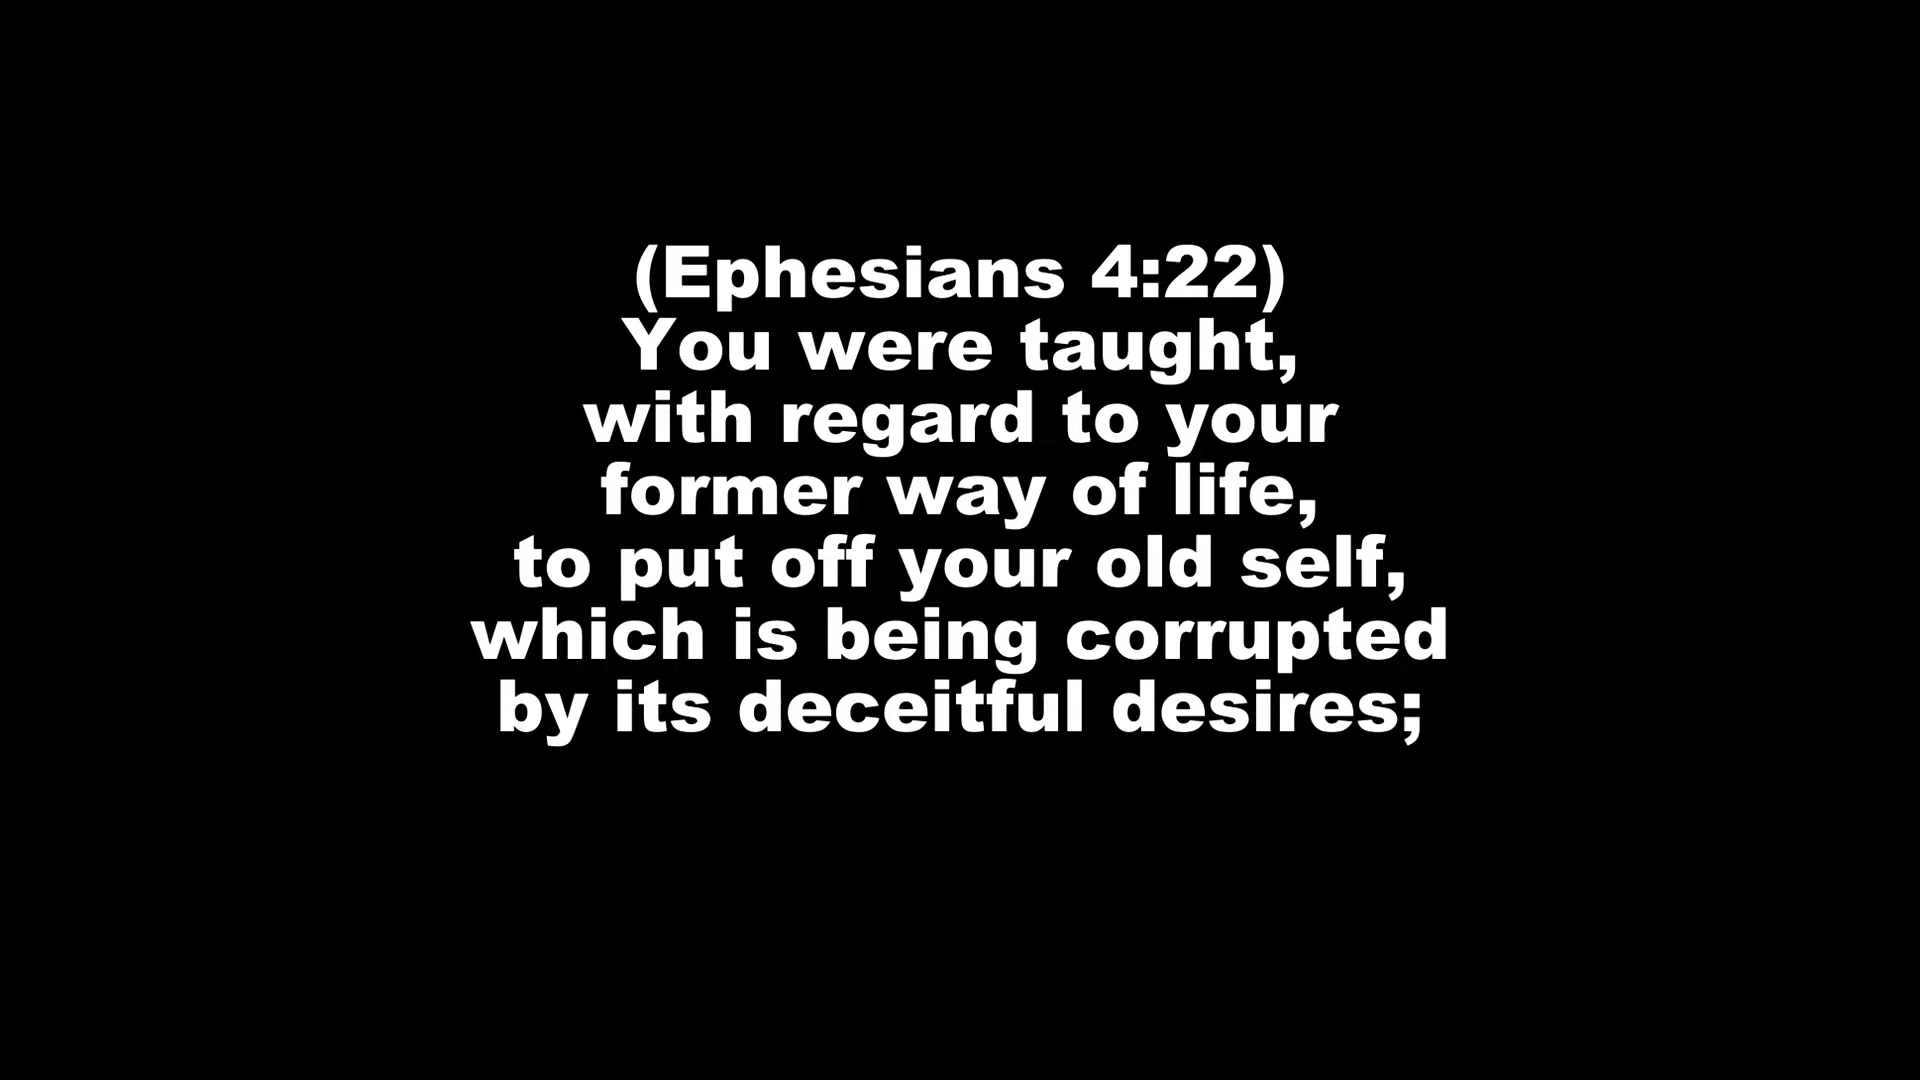 (Ephesians 4:22)
You were taught,
with regard to your
former way of life,
to put off your old self,
which is being corrupted
by its deceitful desires;